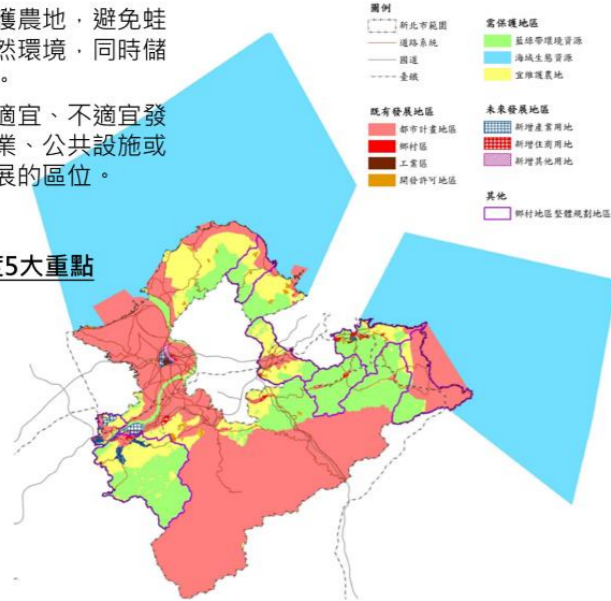 護農地，避免蛙
然環境，同時儲
。
適宜、不適宜發
業、公共設施或
展的區位。
度5大重點
圖例
新北市範圍
道路系統
國道
臺鐵
需保護地區
藍綠帶環境資源
海域生態資源
宜維護農地
既有發展地區
都市計畫地區
鄉村區
工業區
開發許可地區
未來發展地區
新增產業用地
新增住商用地
新增其他用地
其他
鄉村地區整體規劃地區